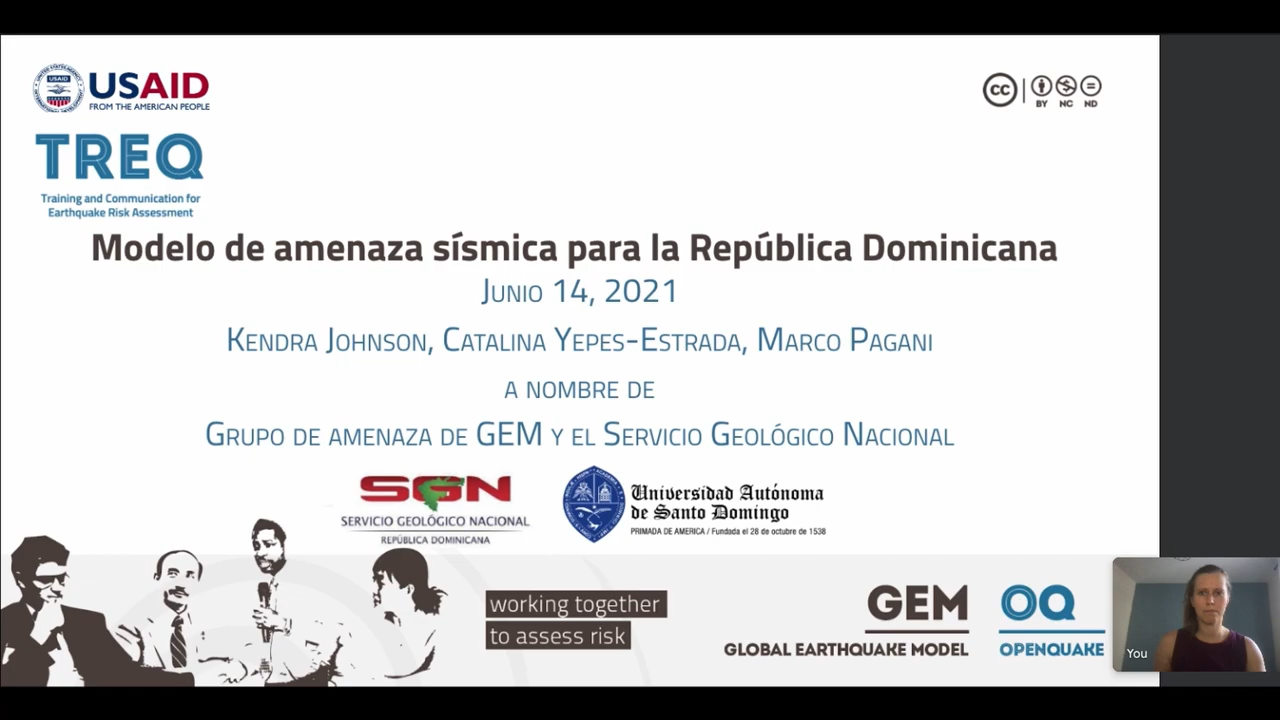 USAID
USAID
FROM THE AMERICAN PEOPLE
CC
BY NC ND
TREQ
Training and Communication for
Earthquake Risk Assessment
Modelo de amenaza sísmica para la República Dominicana
Junio 14, 2021
Kendra Johnson, Catalina Yepes-Estrada, Marco Pagani
a nombre de
Grupo de amenaza de GEM y el Servicio Geológico Nacional
SGN
SERVICIO GEOLÓGICO NACIONAL
REPÚBLICA DOMINICANA
Universidad Autónoma
de Santo Domingo
PRIMADA DE AMERICA / Fundada el 28 de octubre de 1538
working together
to assess risk
GEM
GLOBAL EARTHQUAKE MODEL
OQ
OPENQUAKE
You